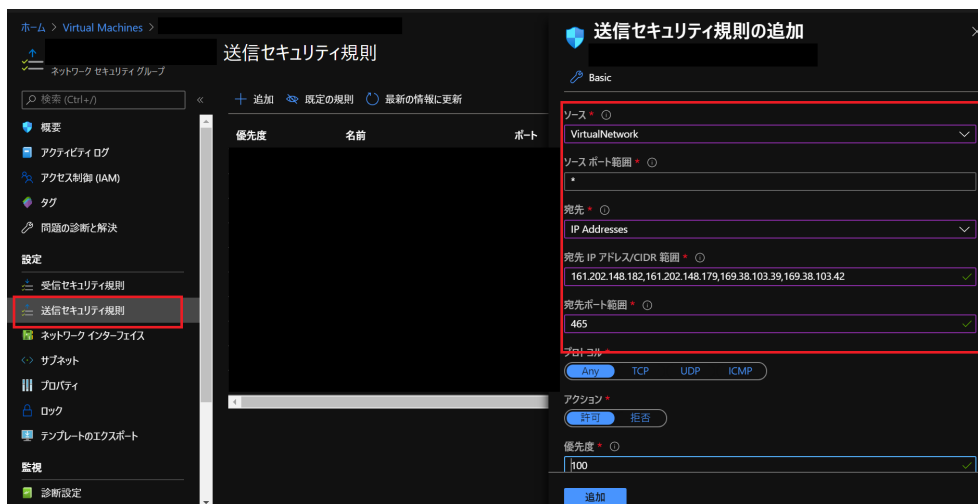 ホーム > Virtual Machines >
送信セキュリティ規則
ネットワーク セキュリティ グループ
検索 (Ctrl+/)
«
概要
アクティビティ ログ
アクセス制御 (IAM)
タグ
問題の診断と解決
設定
受信セキュリティ規則
送信セキュリティ規則
ネットワーク インターフェイス
サブネット
プロパティ
ロック
テンプレートのエクスポート
監視
診断設定
追加 既定の規則 最新の情報に更新
優先度 名前 ポート
送信セキュリティ規則の追加
Basic
ソース *
VirtualNetwork
ソース ポート範囲 *
*
宛先 *
IP Addresses
宛先 IP アドレス/CIDR 範囲 *
161.202.148.182,161.202.148.179,169.38.103.39,169.38.103.42
宛先ポート範囲 *
465
プロトコル *
Any TCP UDP ICMP
アクション *
許可 拒否
優先度 *
100
追加